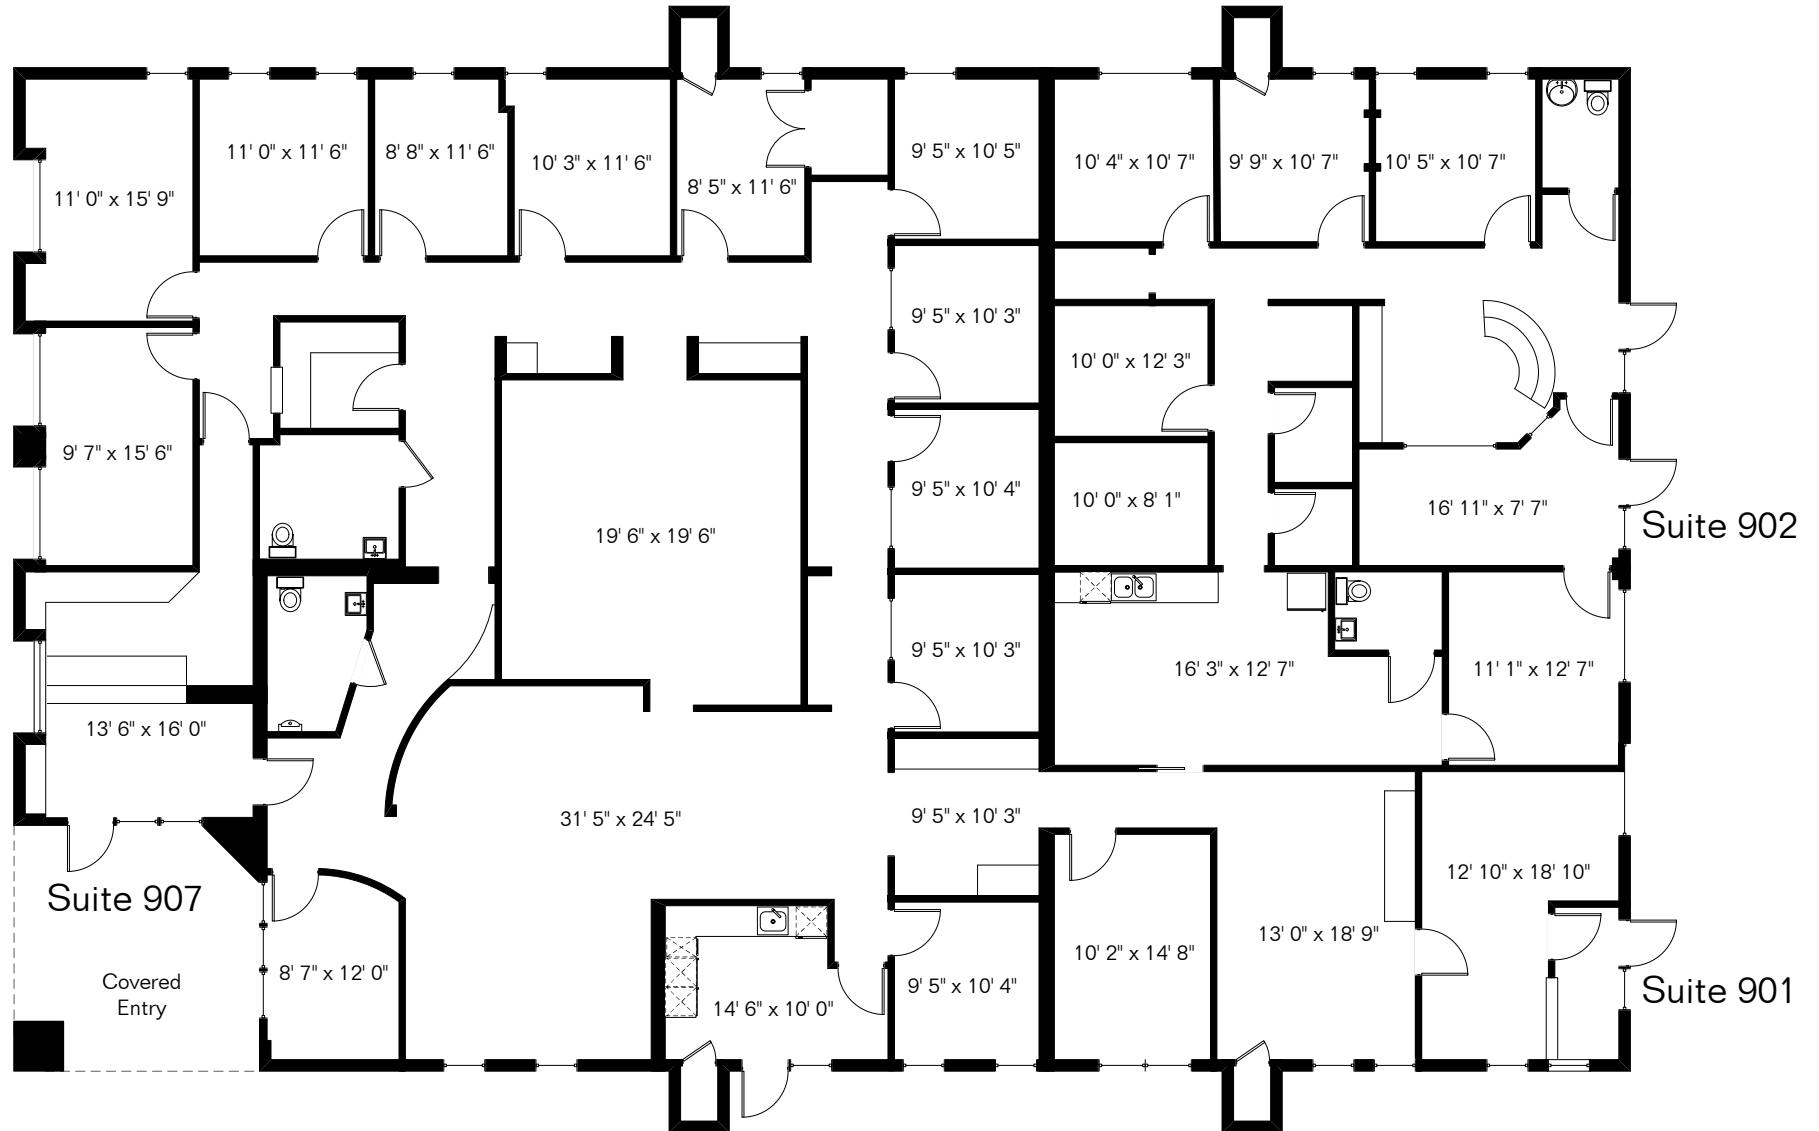 11' 0" x 11' 6"
8' 8" x 11' 6"
10' 3" x 11' 6"
9' 5" x 10' 5"
10' 4" x 10' 7"
9' 9" x 10' 7"
10' 5" x 10' 7"
11' 0" x 15' 9"
8' 5" x 11' 6"
9' 5" x 10' 3"
10' 0" x 12' 3"
9' 7" x 15' 6"
9' 5" x 10' 4"
10' 0" x 8' 1"
16' 11" x 7' 7"
Suite 902
19' 6" x 19' 6"
9' 5" x 10' 3"
16' 3" x 12' 7"
11' 1" x 12' 7"
13' 6" x 16' 0"
31' 5" x 24' 5"
9' 5" x 10' 3"
12' 10" x 18' 10"
Suite 907
13' 0" x 18' 9"
10' 2" x 14' 8"
8' 7" x 12' 0"
Covered
Entry
9' 5" x 10' 4"
14' 6" x 10' 0"
Suite 901